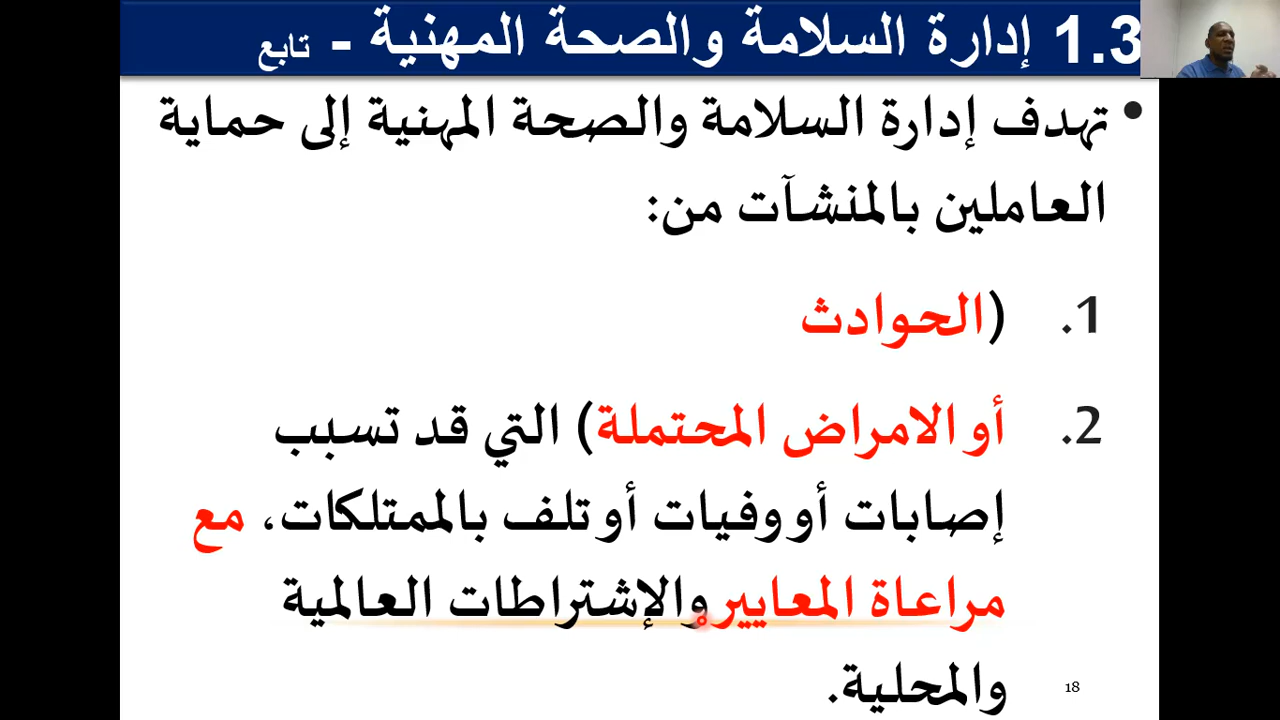 1.3 إدارة السلامة والصحة المهنية - تابع
• تهدف إدارة السلامة والصحة المهنية إلى حماية
العاملين بالمنشآت من:
1. (الحوادث
2. أو الامراض المحتملة) التي قد تسبب
إصابات أو وفيات أو تلف بالممتلكات، مع
مراعاة المعايير والإشتراطات العالمية
والمحلية.
18